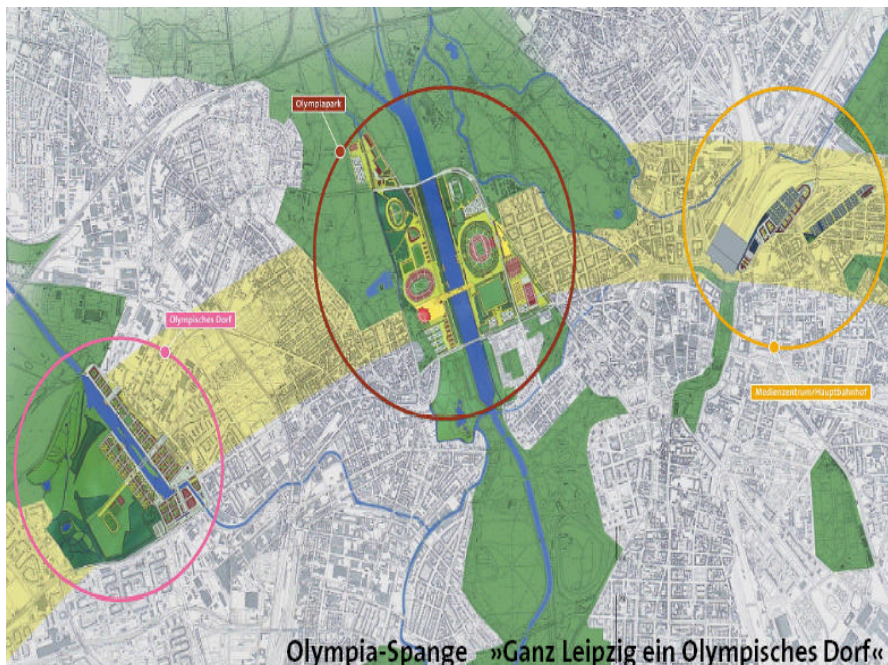 Olympiapark
Olympisches Dorf
Medienzentrum/Hauptbahnhof
Olympia-Spange »Ganz Leipzig ein Olympisches Dorf«